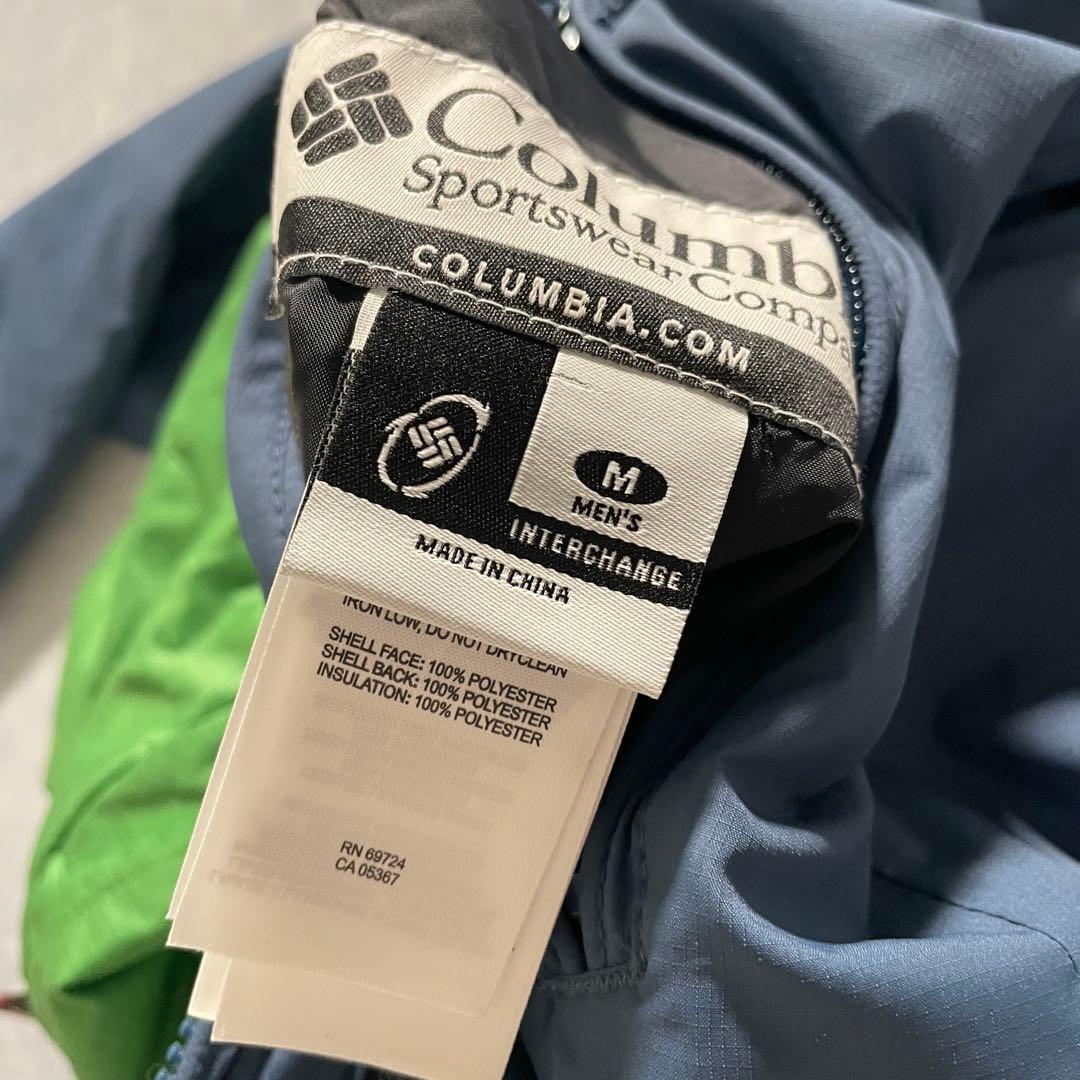 Columb
Sportswear Compa
COLUMBIA.COM
M
MEN'S
INTERCHANGE
MADE IN CHINA
IRON LOW, DO NOT DRYCLEAN
SHELL FACE: 100% POLYESTER
SHELL BACK: 100% POLYESTER
INSULATION: 100% POLYESTER
RN 69724
CA 05367